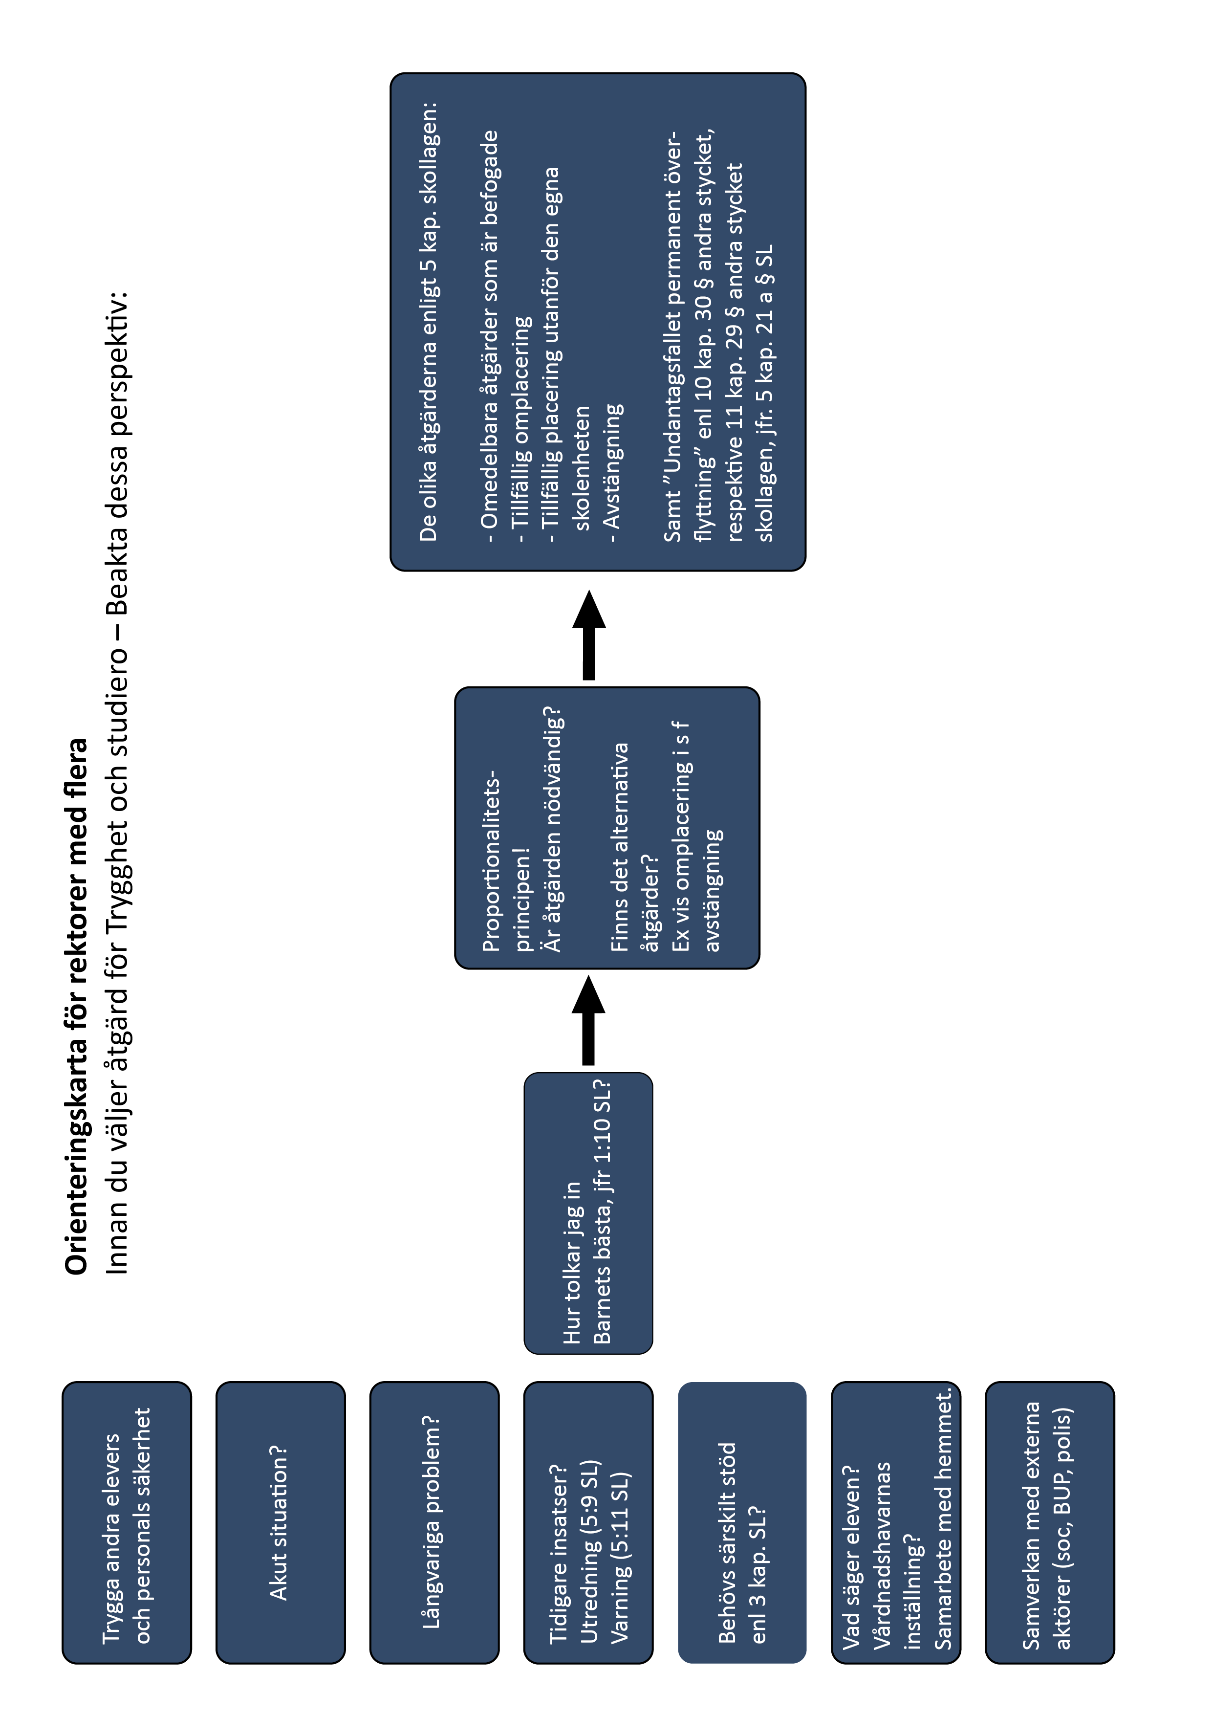 Orienteringskarta för rektorer med flera
Innan du väljer åtgärd för Trygghet och studiero – Beakta dessa perspektiv:
Trygga andra elevers
och personals säkerhet
Akut situation?
Långvariga problem?
Tidigare insatser?
Utredning (5:9 SL)
Varning (5:11 SL)
Behövs särskilt stöd
enl 3 kap. SL?
Vad säger eleven?
Vårdnadshavarnas
inställning?
Samarbete med hemmet.
Samverkan med externa
aktörer (soc, BUP, polis)
Hur tolkar jag in
Barnets bästa, jfr 1:10 SL?
Proportionalitets-
principen!
Är åtgärden nödvändig?
Finns det alternativa
åtgärder?
Ex vis omplacering i s f
avstängning
De olika åtgärderna enligt 5 kap. skollagen:
- Omedelbara åtgärder som är befogade
- Tillfällig omplacering
- Tillfällig placering utanför den egna
skolenheten
- Avstängning
Samt ”Undantagsfallet permanent över-
flyttning” enl 10 kap. 30 § andra stycket,
respektive 11 kap. 29 § andra stycket
skollagen, jfr. 5 kap. 21 a § SL